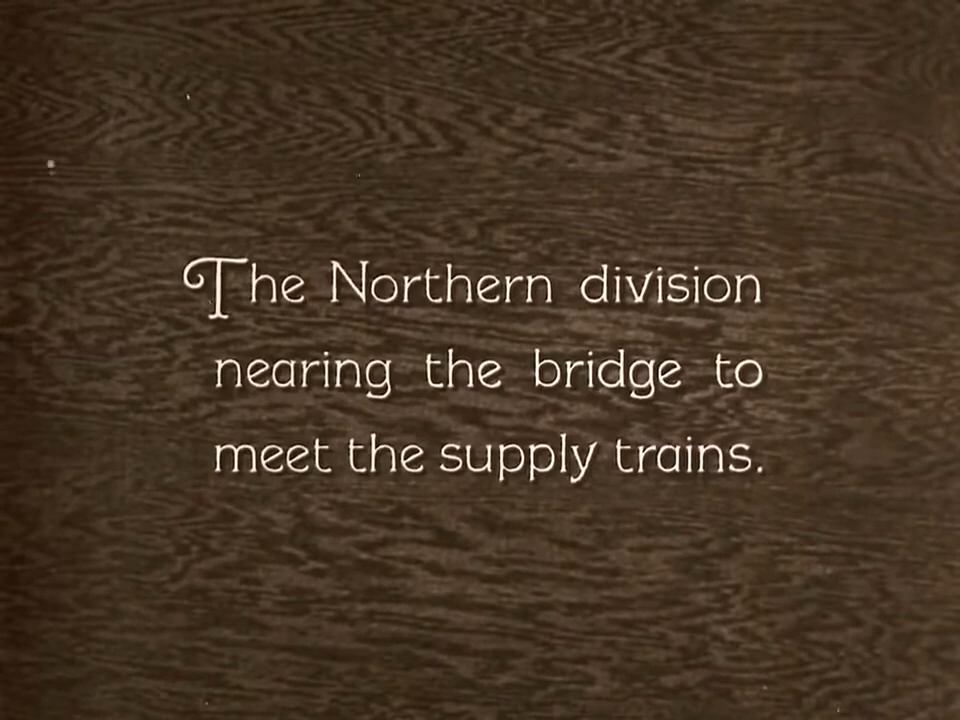 The Northern division
nearing the bridge to
meet the supply trains.